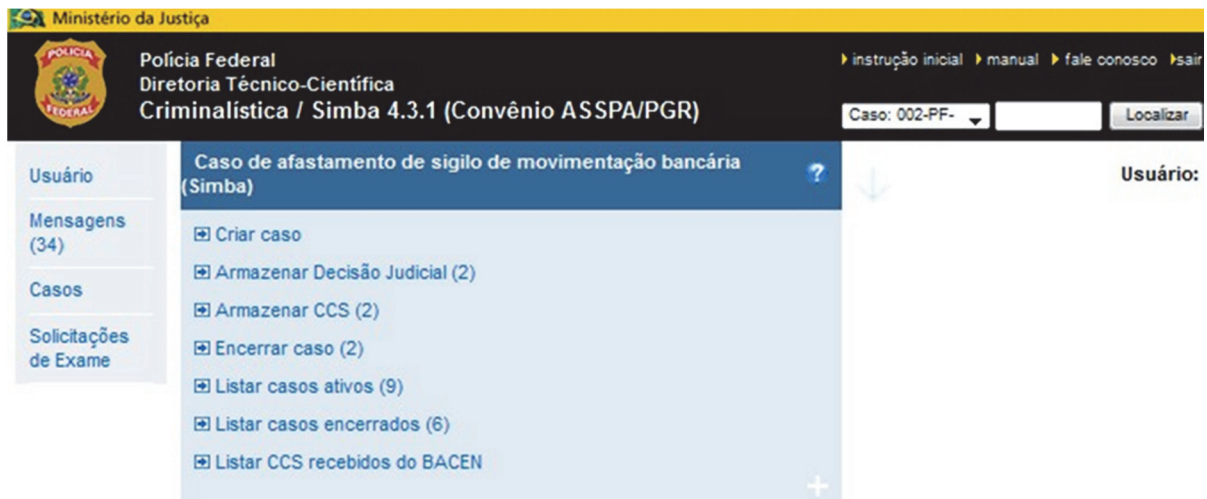 Ministério da Justiça
POLICIA
FEDERAL
Polícia Federal
Diretoria Técnico-Científica
Criminalística / Simba 4.3.1 (Convênio ASSPA/PGR)
instrução inicial manual fale conosco sair
Caso: 002-PF-
Localizar
Usuário
Mensagens
(34)
Casos
Solicitações
de Exame
Caso de afastamento de sigilo de movimentação bancária
(Simba)
?
Criar caso
Armazenar Decisão Judicial (2)
Armazenar CCS (2)
Encerrar caso (2)
Listar casos ativos (9)
Listar casos encerrados (6)
Listar CCS recebidos do BACEN
Usuário: